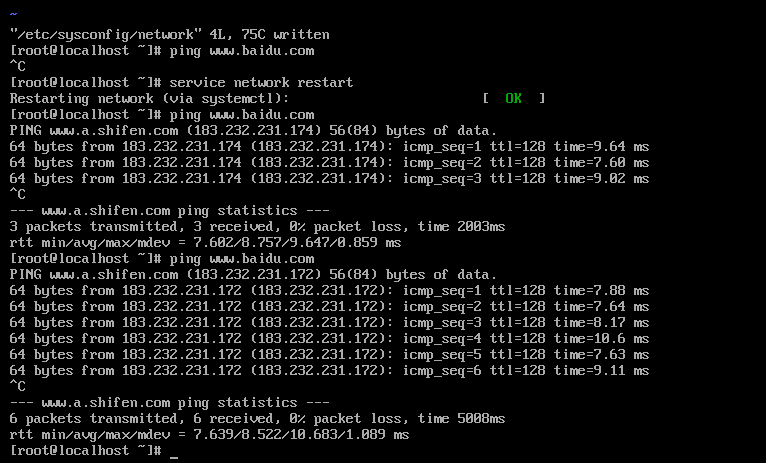 ~
"/etc/sysconfig/network" 4L, 75C written
[root@localhost ~]# ping www.baidu.com
^C
[root@localhost ~]# service network restart
Restarting network (via systemctl):                        [  OK  ]
[root@localhost ~]# ping www.baidu.com
PING www.a.shifen.com (183.232.231.174) 56(84) bytes of data.
64 bytes from 183.232.231.174 (183.232.231.174): icmp_seq=1 ttl=128 time=9.64 ms
64 bytes from 183.232.231.174 (183.232.231.174): icmp_seq=2 ttl=128 time=7.60 ms
64 bytes from 183.232.231.174 (183.232.231.174): icmp_seq=3 ttl=128 time=9.02 ms
^C
--- www.a.shifen.com ping statistics ---
3 packets transmitted, 3 received, 0% packet loss, time 2003ms
rtt min/avg/max/mdev = 7.602/8.757/9.647/0.859 ms
[root@localhost ~]# ping www.baidu.com
PING www.a.shifen.com (183.232.231.172) 56(84) bytes of data.
64 bytes from 183.232.231.172 (183.232.231.172): icmp_seq=1 ttl=128 time=7.88 ms
64 bytes from 183.232.231.172 (183.232.231.172): icmp_seq=2 ttl=128 time=7.64 ms
64 bytes from 183.232.231.172 (183.232.231.172): icmp_seq=3 ttl=128 time=8.17 ms
64 bytes from 183.232.231.172 (183.232.231.172): icmp_seq=4 ttl=128 time=10.6 ms
64 bytes from 183.232.231.172 (183.232.231.172): icmp_seq=5 ttl=128 time=7.63 ms
64 bytes from 183.232.231.172 (183.232.231.172): icmp_seq=6 ttl=128 time=9.11 ms
^C
--- www.a.shifen.com ping statistics ---
6 packets transmitted, 6 received, 0% packet loss, time 5008ms
rtt min/avg/max/mdev = 7.639/8.522/10.683/1.089 ms
[root@localhost ~]# _